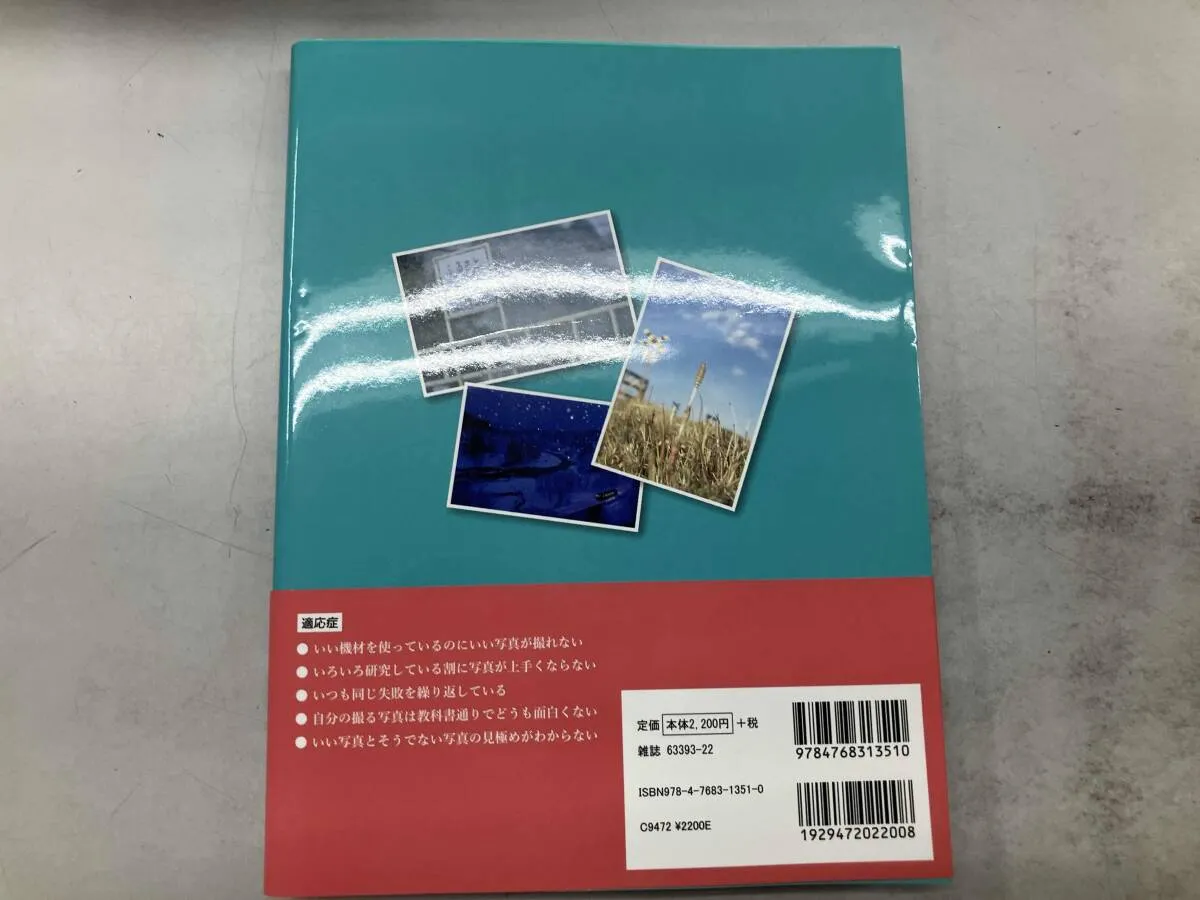 適応症
● いい機材を使っているのにいい写真が撮れない
● いろいろ研究している割に写真が上手くならない
● いつも同じ失敗を繰り返している
● 自分の撮る写真は教科書通りでどうも面白くない
● いい写真とそうでない写真の見極めがわからない
定価 本体2,200円 +税
雑誌 63393-22
9784768313510
ISBN978-4-7683-1351-0
C9472 ¥2200E
1929472022008